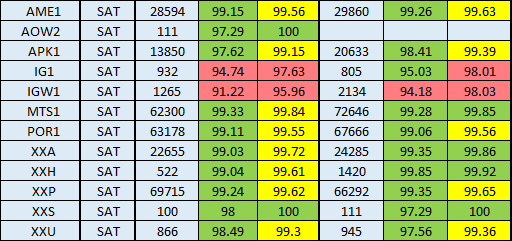 AME1 SAT 28594 99.15 99.56 29860 99.26 99.63
AOW2 SAT 111 97.29 100
APK1 SAT 13850 97.62 99.15 20633 98.41 99.39
IG1 SAT 932 94.74 97.63 805 95.03 98.01
IGW1 SAT 1265 91.22 95.96 2134 94.18 98.03
MTS1 SAT 62300 99.33 99.84 72646 99.28 99.85
POR1 SAT 63178 99.11 99.55 67666 99.06 99.56
XXA SAT 22655 99.03 99.72 24285 99.35 99.86
XXH SAT 522 99.04 99.61 1420 99.85 99.92
XXP SAT 69715 99.24 99.62 66292 99.35 99.65
XXS SAT 100 98 100 111 97.29 100
XXU SAT 866 98.49 99.3 945 97.56 99.36